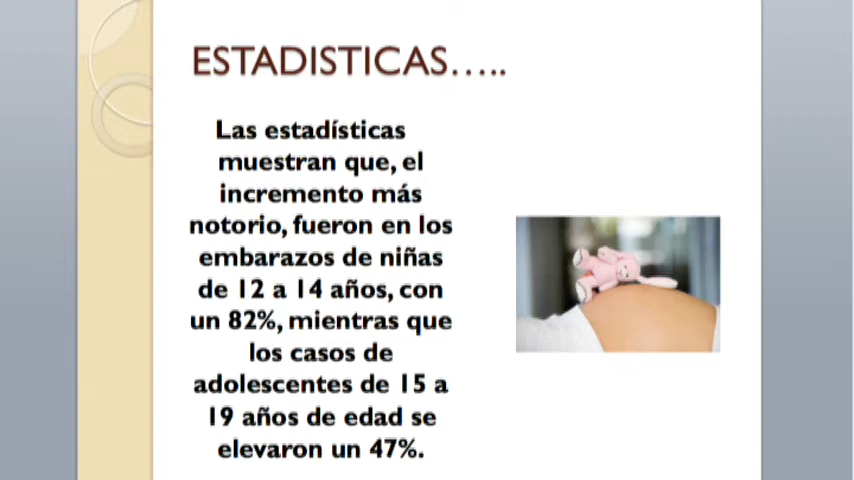 ESTADISTICAS…..
Las estadísticas
muestran que, el
incremento más
notorio, fueron en los
embarazos de niñas
de 12 a 14 años, con
un 82%, mientras que
los casos de
adolescentes de 15 a
19 años de edad se
elevaron un 47%.